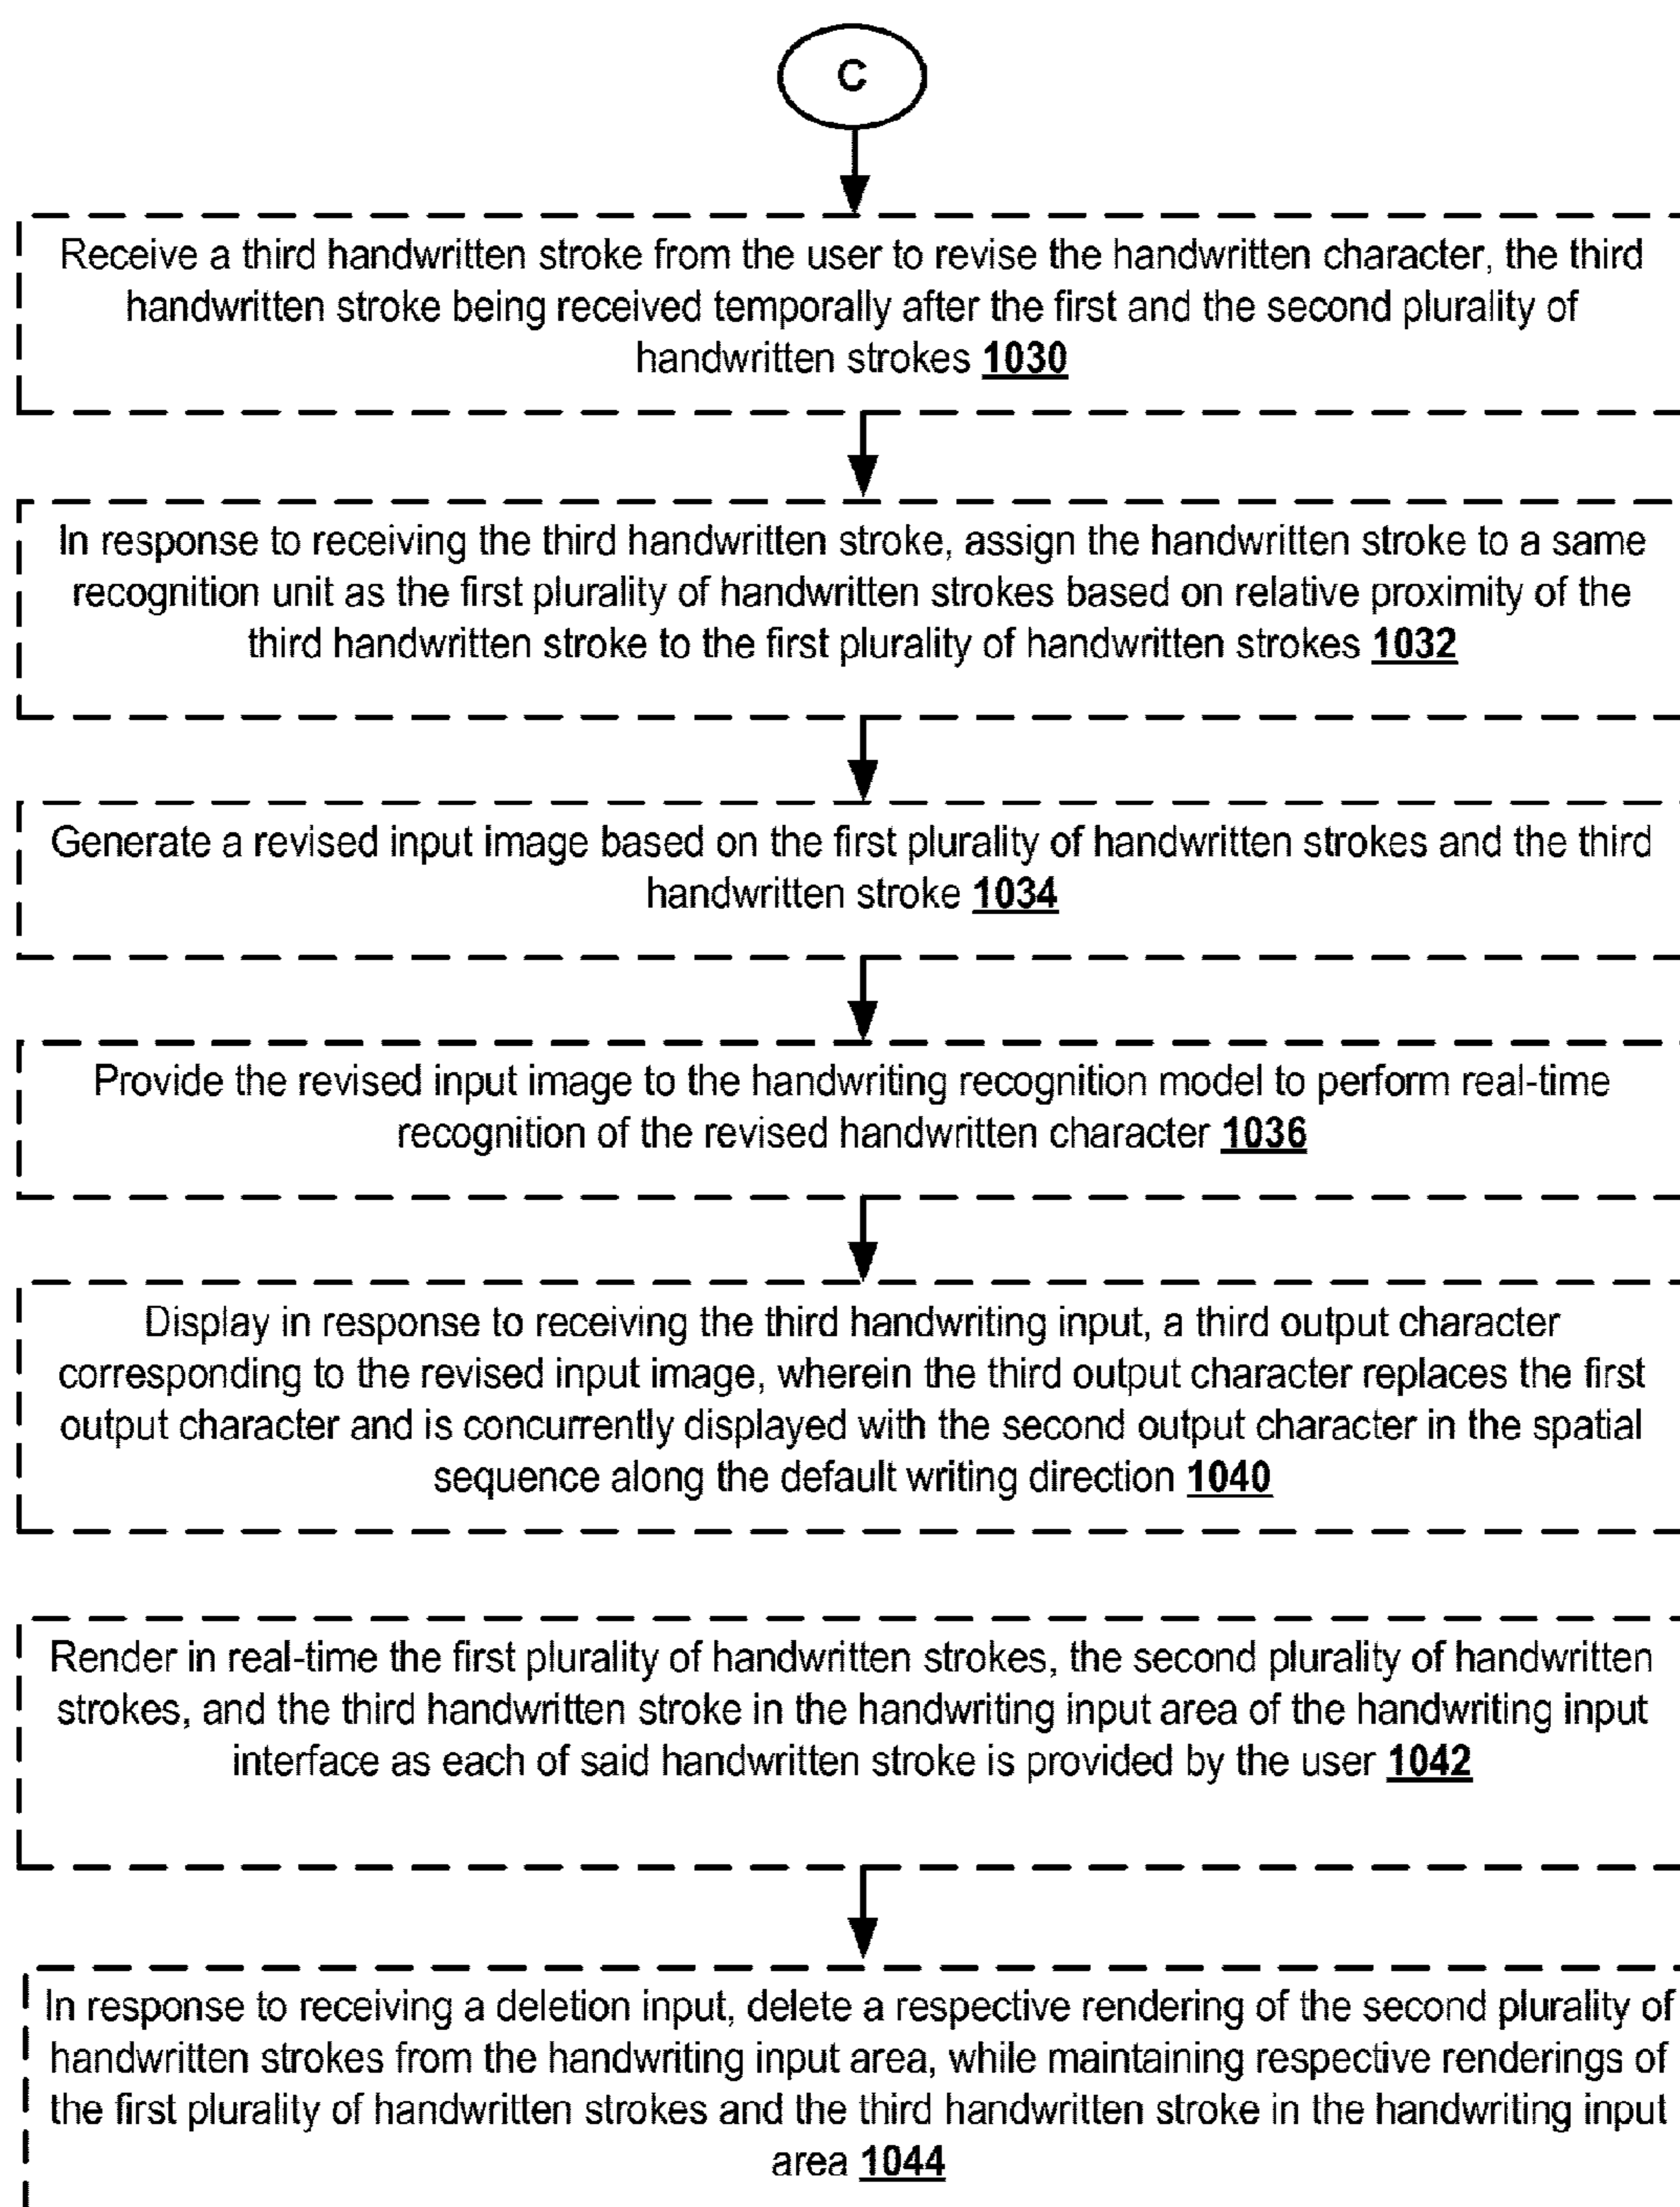 C
Receive a third handwritten stroke from the user to revise the handwritten character, the third
handwritten stroke being received temporally after the first and the second plurality of
handwritten strokes 1030
In response to receiving the third handwritten stroke, assign the handwritten stroke to a same
recognition unit as the first plurality of handwritten strokes based on relative proximity of the
third handwritten stroke to the first plurality of handwritten strokes 1032
Generate a revised input image based on the first plurality of handwritten strokes and the third
handwritten stroke 1034
Provide the revised input image to the handwriting recognition model to perform real-time
recognition of the revised handwritten character 1036
Display in response to receiving the third handwriting input, a third output character
corresponding to the revised input image, wherein the third output character replaces the first
output character and is concurrently displayed with the second output character in the spatial
sequence along the default writing direction 1040
Render in real-time the first plurality of handwritten strokes, the second plurality of handwritten
strokes, and the third handwritten stroke in the handwriting input area of the handwriting input
interface as each of said handwritten stroke is provided by the user 1042
In response to receiving a deletion input, delete a respective rendering of the second plurality of
handwritten strokes from the handwriting input area, while maintaining respective renderings of
the first plurality of handwritten strokes and the third handwritten stroke in the handwriting input
area 1044